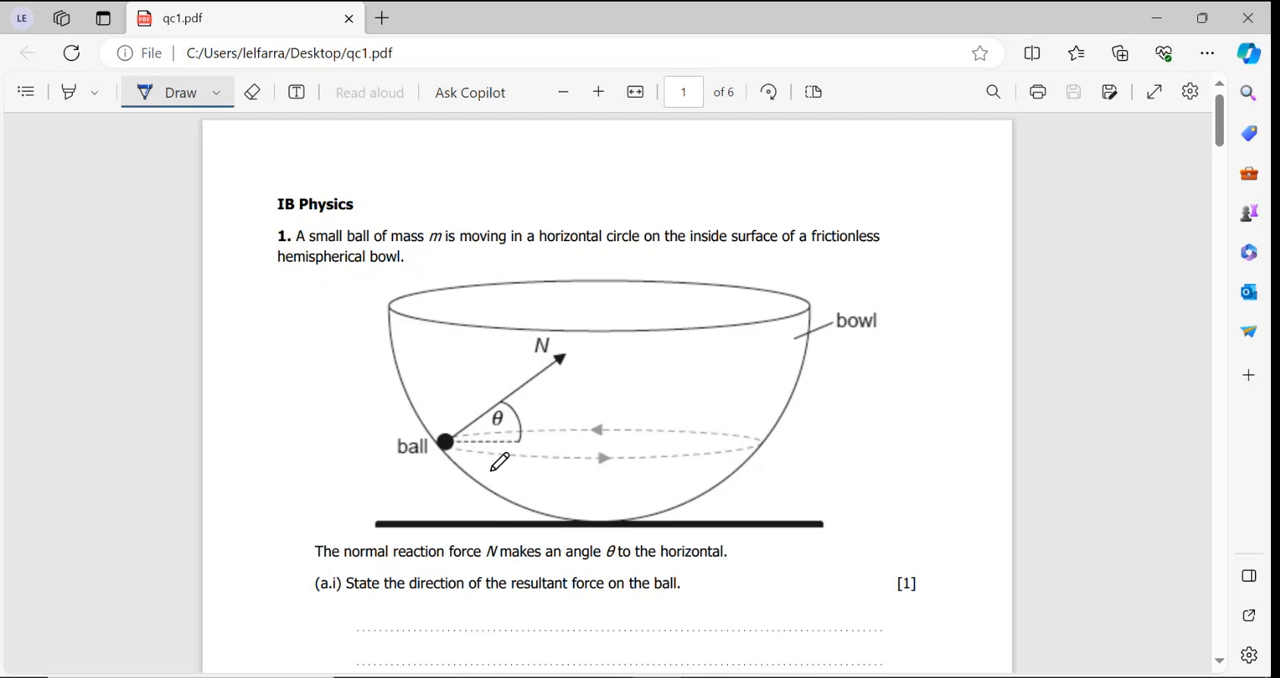 LE
qc1.pdf
File
C:/Users/lelfarra/Desktop/qc1.pdf
Draw
Read aloud
Ask Copilot
1
of 6
IB Physics
1. A small ball of mass m is moving in a horizontal circle on the inside surface of a frictionless
hemispherical bowl.
bowl
N
θ
ball
The normal reaction force N makes an angle θ to the horizontal.
(a.i) State the direction of the resultant force on the ball. [1]